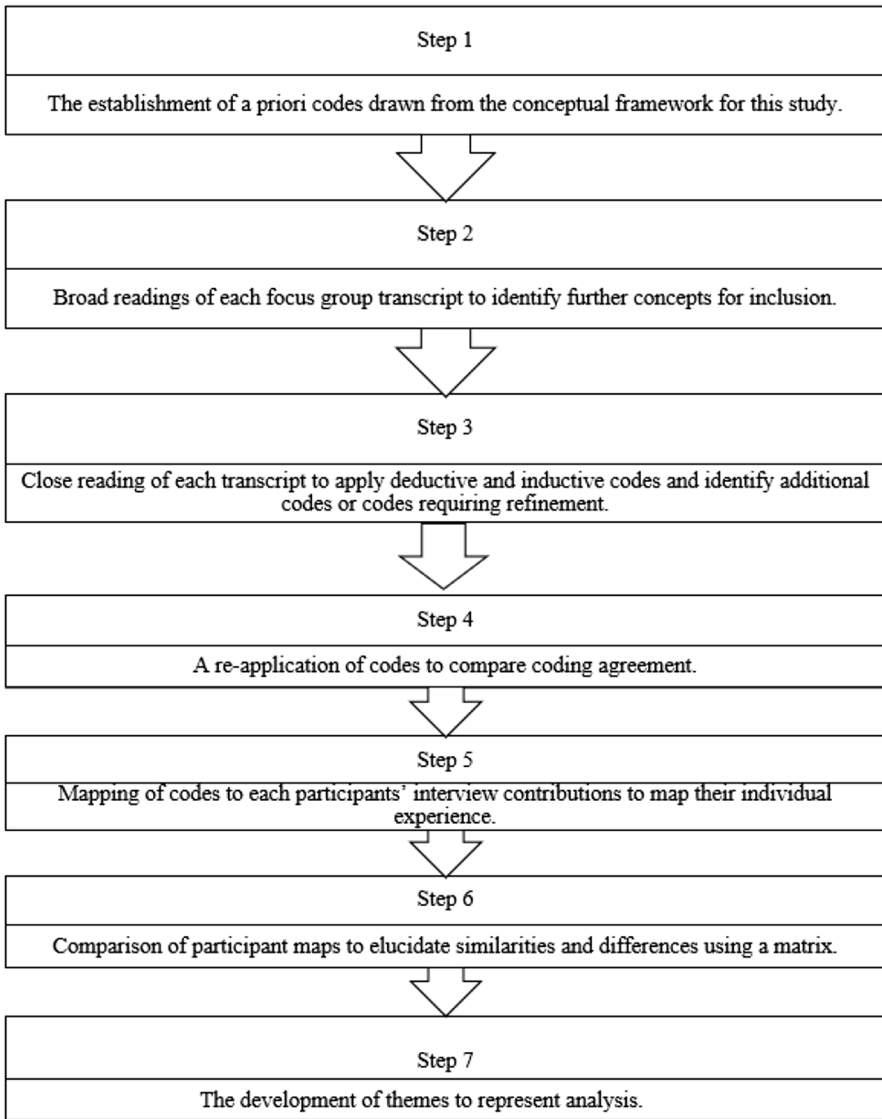 Step 1
The establishment of a priori codes drawn from the conceptual framework for this study.
Step 2
Broad readings of each focus group transcript to identify further concepts for inclusion.
Step 3
Close reading of each transcript to apply deductive and inductive codes and identify additional
codes or codes requiring refinement.
Step 4
A re-application of codes to compare coding agreement.
Step 5
Mapping of codes to each participants’ interview contributions to map their individual
experience.
Step 6
Comparison of participant maps to elucidate similarities and differences using a matrix.
Step 7
The development of themes to represent analysis.